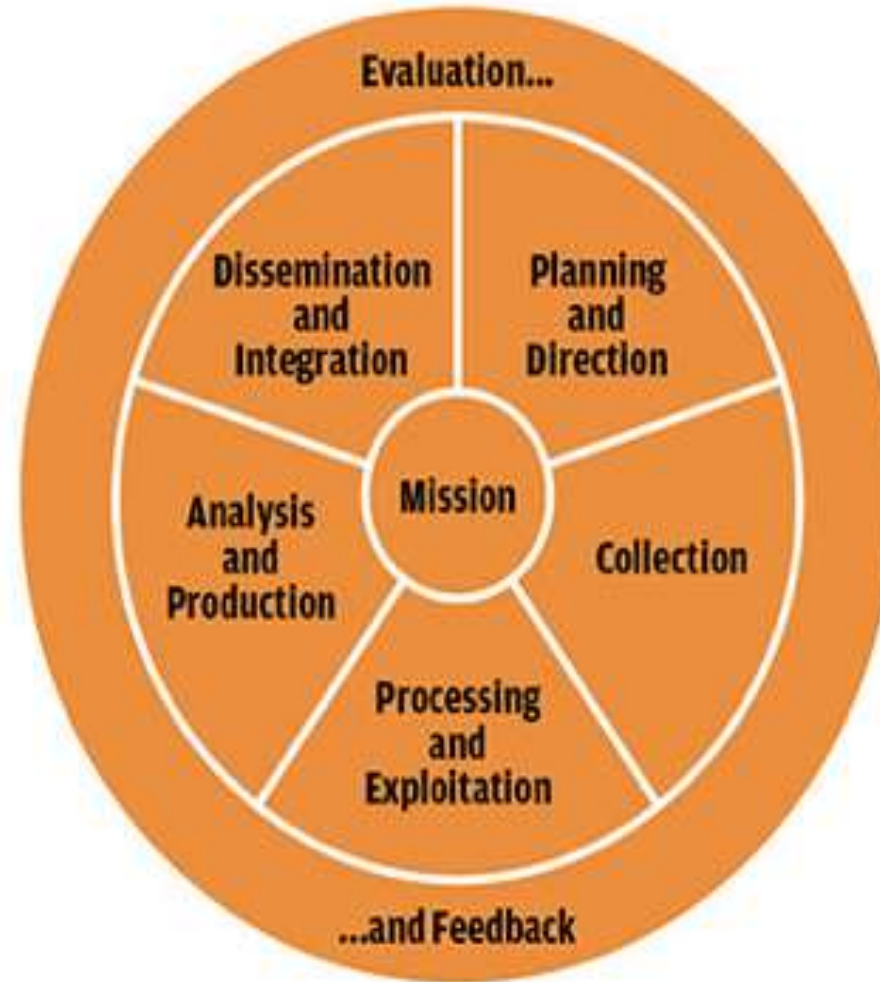 Evaluation...
Planning
and
Direction
Collection
Processing
and
Exploitation
Analysis
and
Production
Dissemination
and
Integration
Mission
...and Feedback